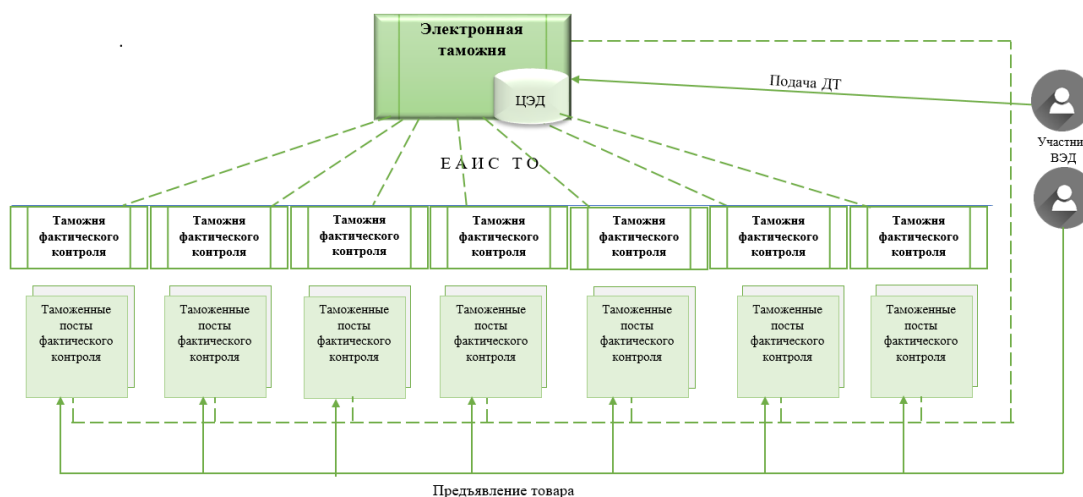 Электронная
таможня
ЦЭД
Подача ДТ
Участни
ВЭД
Е А И С Т О
Таможня
фактического
контроля
Таможня
фактического
контроля
Таможня
фактического
контроля
Таможня
фактического
контроля
Таможня
фактического
контроля
Таможня
фактического
контроля
Таможня
фактического
контроля
Таможенные
посты
фактического
контроля
Таможенные
посты
фактического
контроля
Таможенные
посты
фактического
контроля
Таможенные
посты
фактического
контроля
Таможенные
посты
фактического
контроля
Таможенные
посты
фактического
контроля
Таможенные
посты
фактического
контроля
Предъявление товара